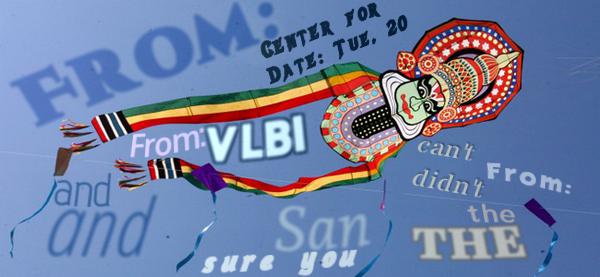 FROM:
CENTER FOR
DATE: TUE, 20
From:
VLBI
can't
didn't
From:
and
and
San
sure you
the
THE